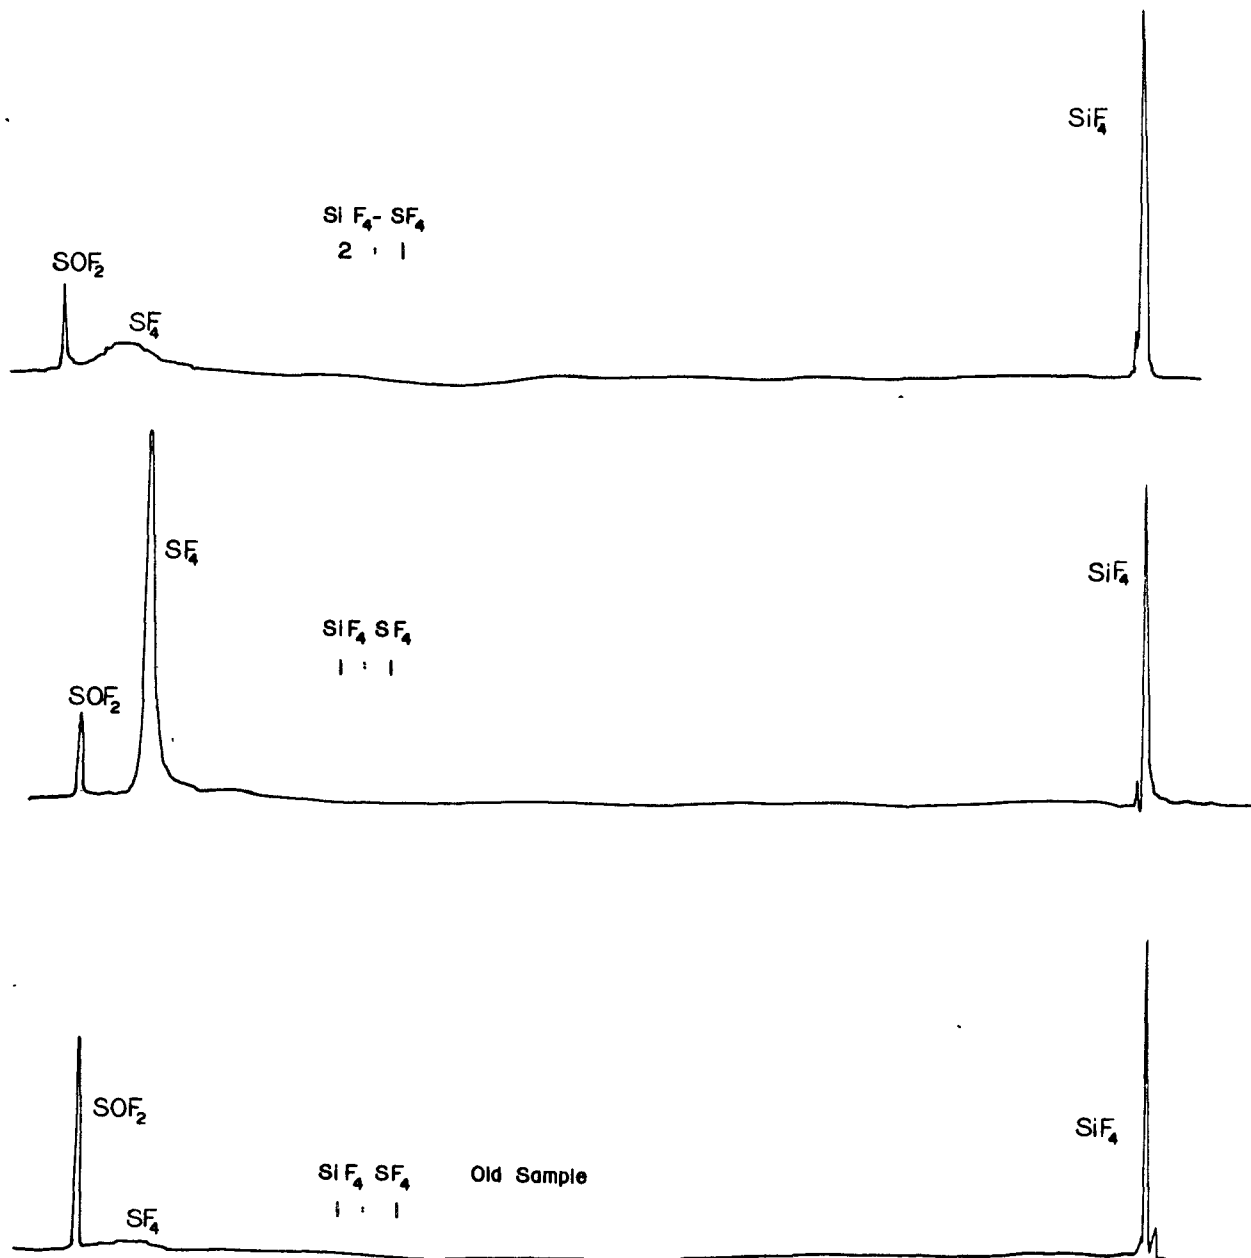 SiF₄
SiF₄- SF₄
2 : 1
SOF₂
SF₄
SF₄
SiF₄
SiF₄ SF₄
1 : 1
SOF₂
SOF₂
SiF₄
SiF₄ SF₄ Old Sample
1 : 1
SF₄